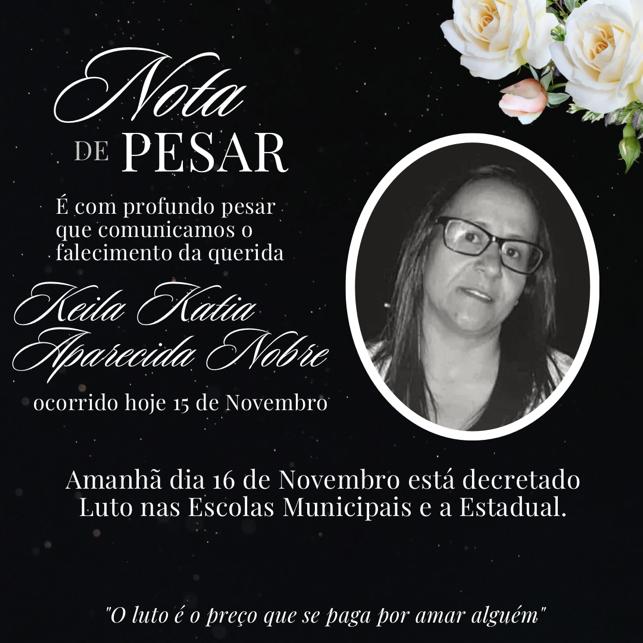 Nota
DE PESAR
É com profundo pesar
que comunicamos o
falecimento da querida
Keila Katia
Aparecida Nobre
ocorrido hoje 15 de Novembro
Amanhã dia 16 de Novembro está decretado
Luto nas Escolas Municipais e a Estadual.
"O luto é o preço que se paga por amar alguém"